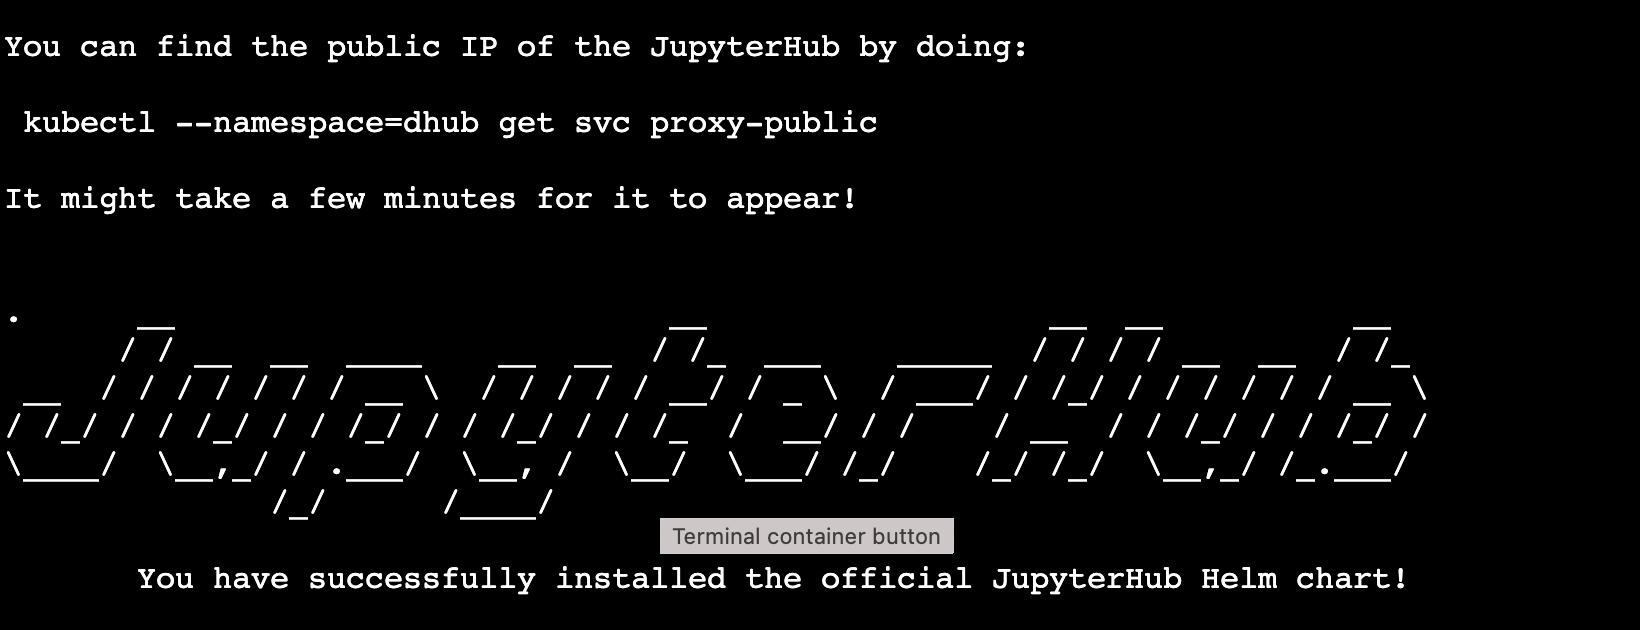 You can find the public IP of the JupyterHub by doing:
kubectl --namespace=dhub get svc proxy-public
It might take a few minutes for it to appear!
.
JupyterHub
Terminal container button
You have successfully installed the official JupyterHub Helm chart!